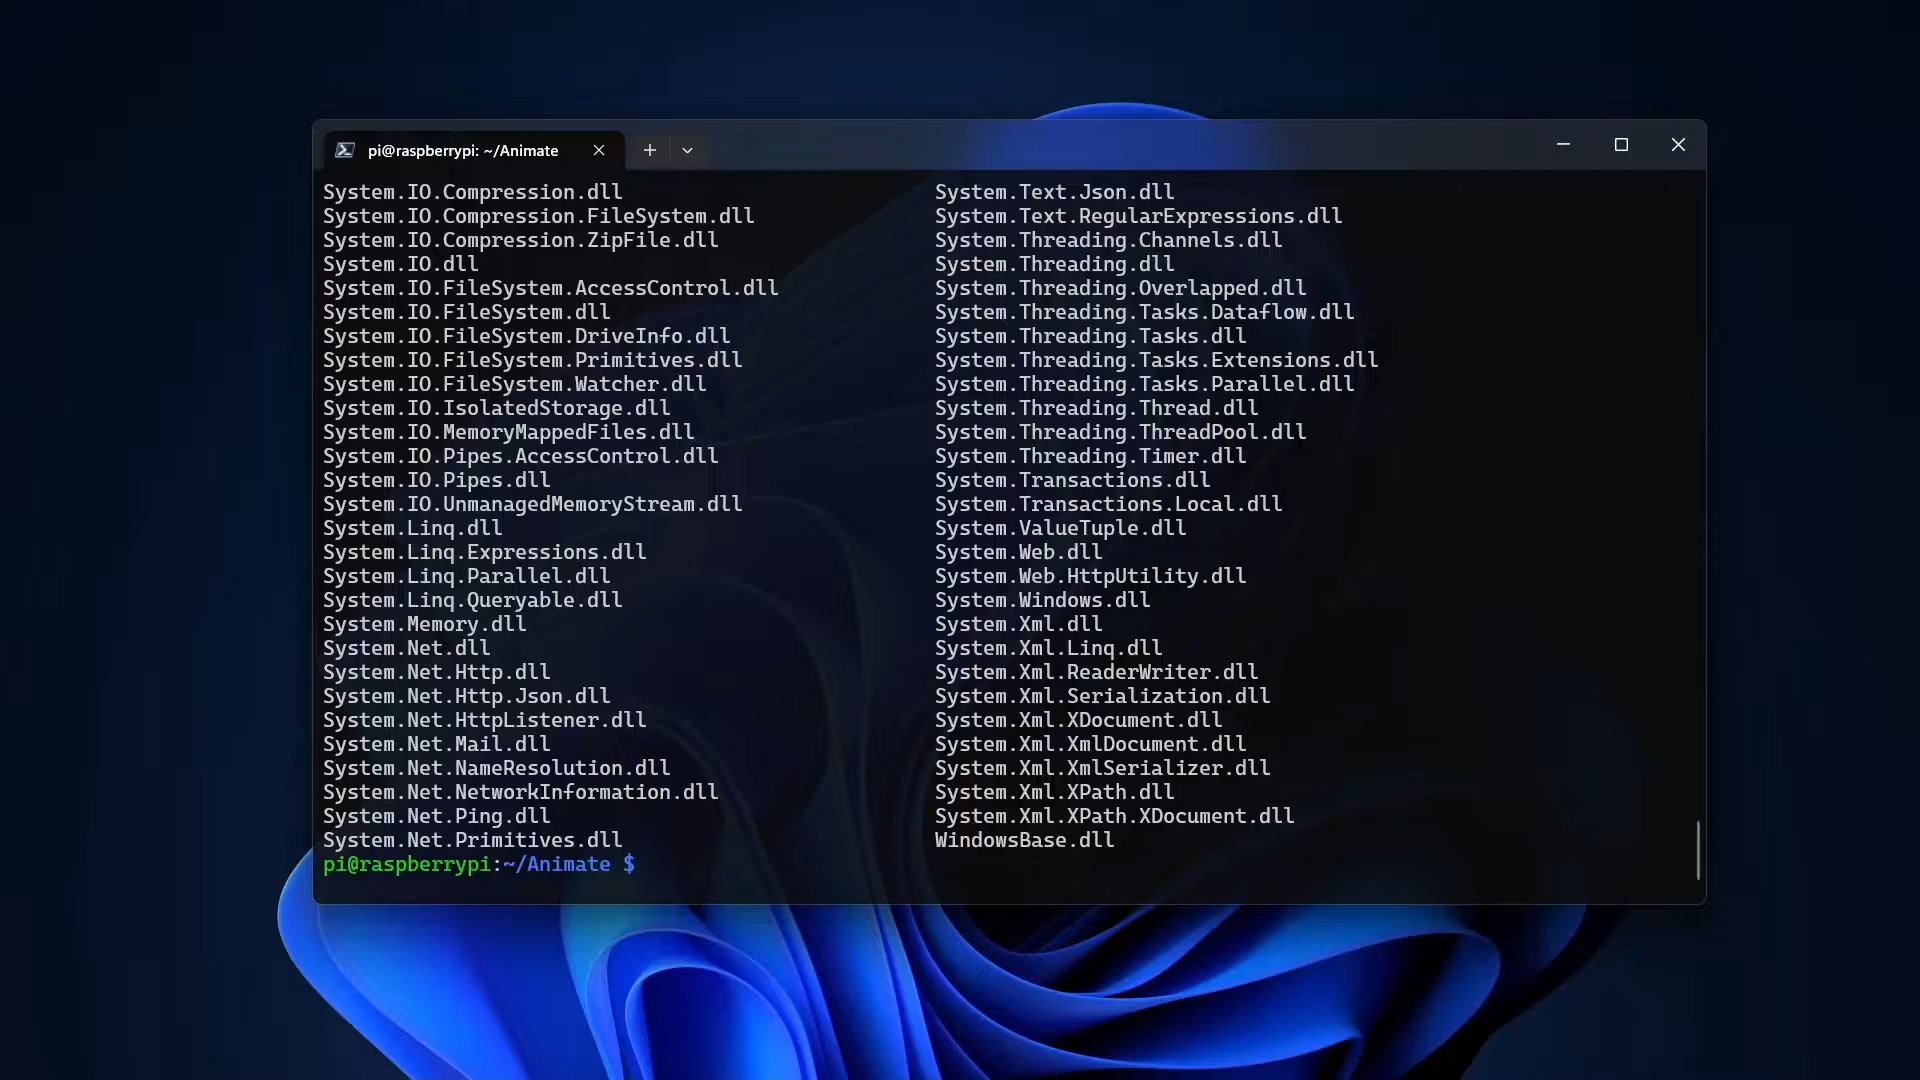 pi@raspberrypi: ~/Animate
System.IO.Compression.dll System.Text.Json.dll
System.IO.Compression.FileSystem.dll System.Text.RegularExpressions.dll
System.IO.Compression.ZipFile.dll System.Threading.Channels.dll
System.IO.dll System.Threading.dll
System.IO.FileSystem.AccessControl.dll System.Threading.Overlapped.dll
System.IO.FileSystem.dll System.Threading.Tasks.Dataflow.dll
System.IO.FileSystem.DriveInfo.dll System.Threading.Tasks.dll
System.IO.FileSystem.Primitives.dll System.Threading.Tasks.Extensions.dll
System.IO.FileSystem.Watcher.dll System.Threading.Tasks.Parallel.dll
System.IO.IsolatedStorage.dll System.Threading.Thread.dll
System.IO.MemoryMappedFiles.dll System.Threading.ThreadPool.dll
System.IO.Pipes.AccessControl.dll System.Threading.Timer.dll
System.IO.Pipes.dll System.Transactions.dll
System.IO.UnmanagedMemoryStream.dll System.Transactions.Local.dll
System.Linq.dll System.ValueTuple.dll
System.Linq.Expressions.dll System.Web.dll
System.Linq.Parallel.dll System.Web.HttpUtility.dll
System.Linq.Queryable.dll System.Windows.dll
System.Memory.dll System.Xml.dll
System.Net.dll System.Xml.Linq.dll
System.Net.Http.dll System.Xml.ReaderWriter.dll
System.Net.Http.Json.dll System.Xml.Serialization.dll
System.Net.HttpListener.dll System.Xml.XDocument.dll
System.Net.Mail.dll System.Xml.XmlDocument.dll
System.Net.NameResolution.dll System.Xml.XmlSerializer.dll
System.Net.NetworkInformation.dll System.Xml.XPath.dll
System.Net.Ping.dll System.Xml.XPath.XDocument.dll
System.Net.Primitives.dll WindowsBase.dll
pi@raspberrypi:~/Animate $